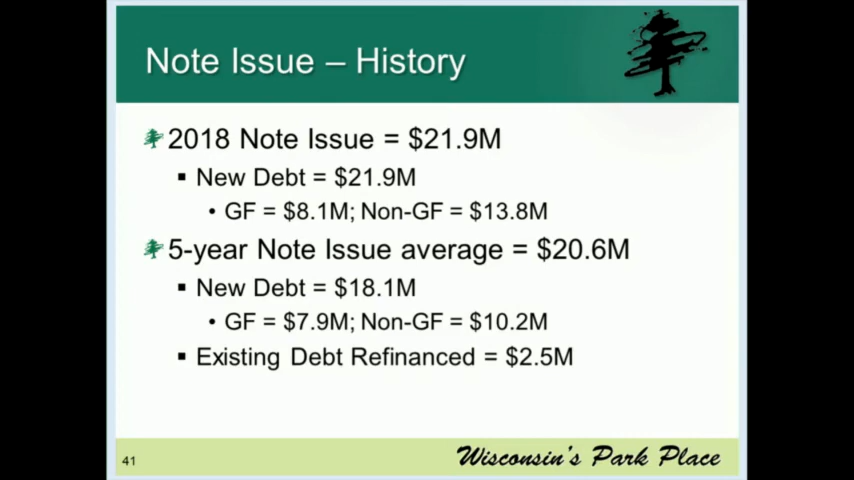 Note Issue – History
2018 Note Issue = $21.9M
▪ New Debt = $21.9M
• GF = $8.1M; Non-GF = $13.8M
5-year Note Issue average = $20.6M
▪ New Debt = $18.1M
• GF = $7.9M; Non-GF = $10.2M
▪ Existing Debt Refinanced = $2.5M
41
Wisconsin's Park Place